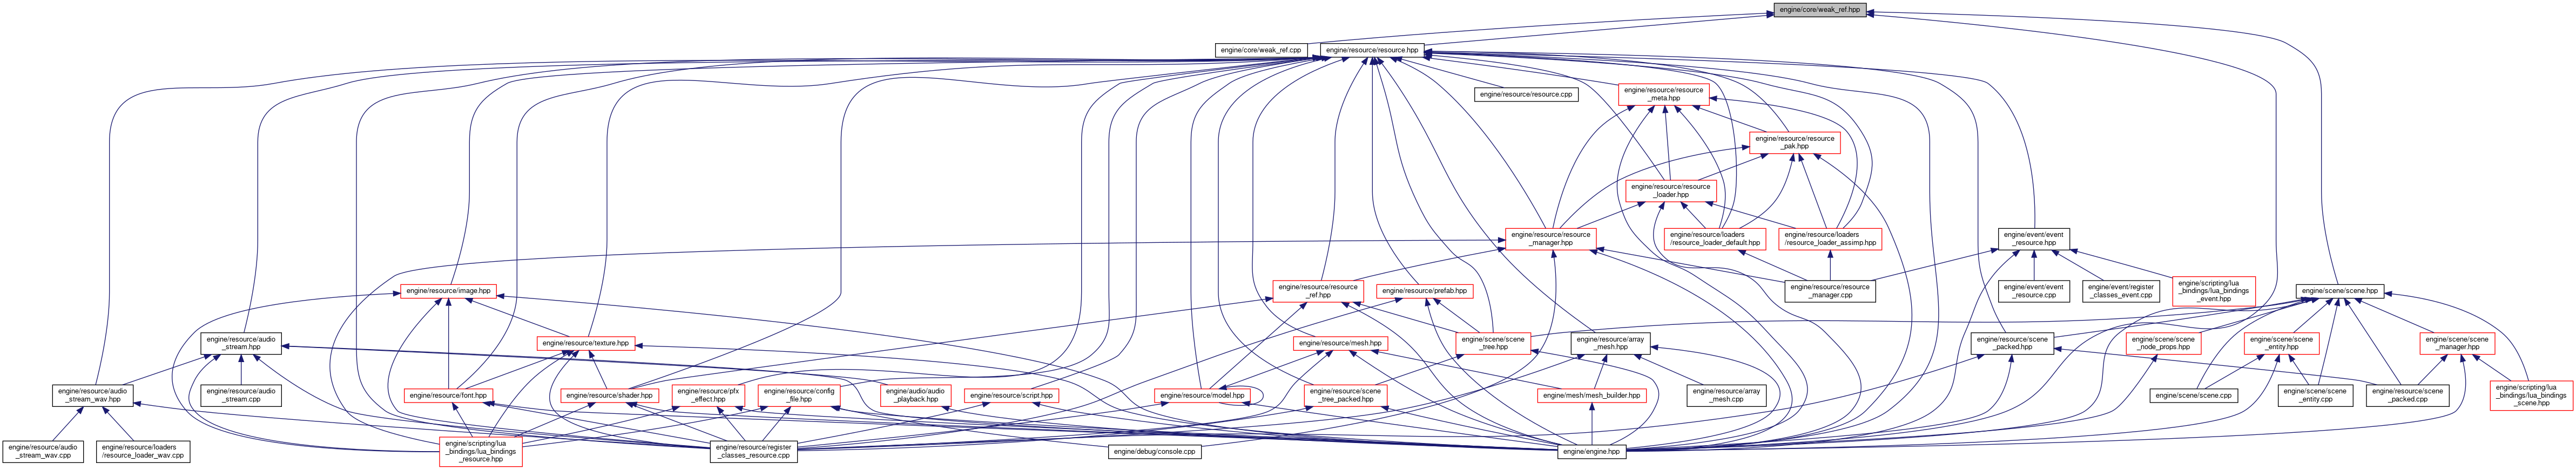 engine/core/weak_ref.hpp
engine/core/weak_ref.cpp
engine/resource/resource.hpp
engine/resource/resource.cpp
engine/resource/resource
_meta.hpp
engine/resource/resource
_pak.hpp
engine/resource/resource
_loader.hpp
engine/resource/resource
_manager.hpp
engine/resource/loaders
/resource_loader_default.hpp
engine/resource/loaders
/resource_loader_assimp.hpp
engine/event/event
_resource.hpp
engine/resource/image.hpp
engine/resource/resource
_ref.hpp
engine/resource/prefab.hpp
engine/resource/resource
_manager.cpp
engine/event/event
_resource.cpp
engine/event/register
_classes_event.cpp
engine/scripting/lua
_bindings/lua_bindings
_event.hpp
engine/scene/scene.hpp
engine/resource/audio
_stream.hpp
engine/resource/texture.hpp
engine/resource/mesh.hpp
engine/scene/scene
_tree.hpp
engine/resource/array
_mesh.hpp
engine/resource/scene
_packed.hpp
engine/scene/scene
_node_props.hpp
engine/scene/scene
_entity.hpp
engine/scene/scene
_manager.hpp
engine/resource/audio
_stream_wav.hpp
engine/resource/audio
_stream.cpp
engine/resource/font.hpp
engine/resource/shader.hpp
engine/resource/pfx
_effect.hpp
engine/resource/config
_file.hpp
engine/audio/audio
_playback.hpp
engine/resource/script.hpp
engine/resource/model.hpp
engine/resource/scene
_tree_packed.hpp
engine/mesh/mesh_builder.hpp
engine/resource/array
_mesh.cpp
engine/scene/scene.cpp
engine/scene/scene
_entity.cpp
engine/resource/scene
_packed.cpp
engine/scripting/lua
_bindings/lua_bindings
_scene.hpp
engine/resource/audio
_stream_wav.cpp
engine/resource/loaders
/resource_loader_wav.cpp
engine/scripting/lua
_bindings/lua_bindings
_resource.hpp
engine/resource/register
_classes_resource.cpp
engine/debug/console.cpp
engine/engine.hpp